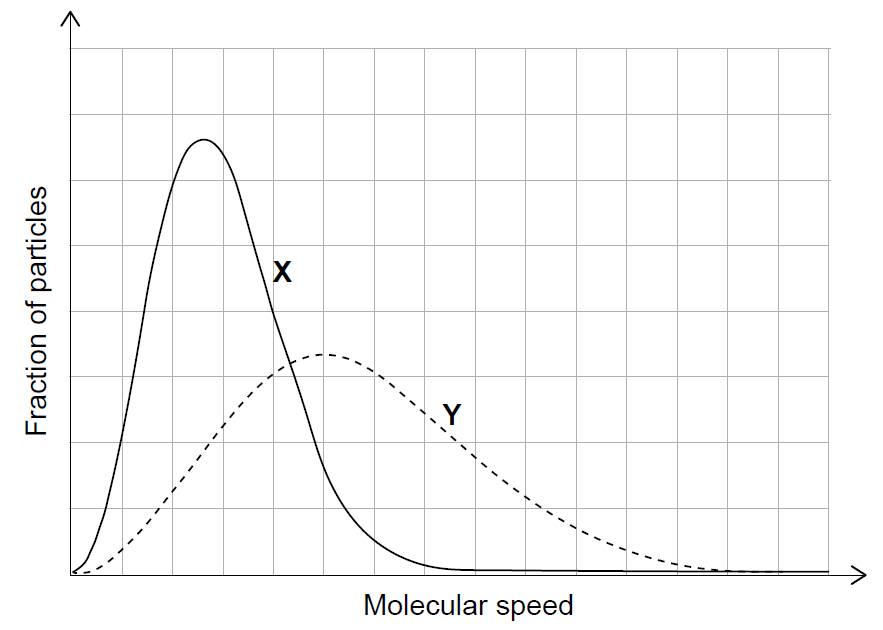 Fraction of particles
X
Y
Molecular speed